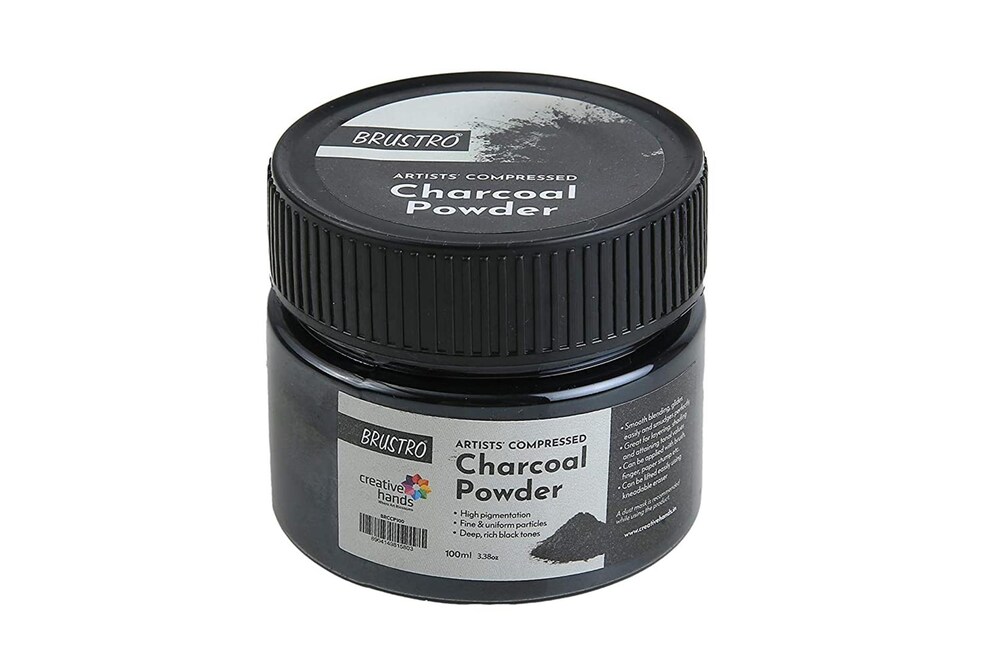 BRUSTRO®
ARTISTS' COMPRESSED
Charcoal
Powder
BRUSTRO
creative
hands
BRCCP100
ARTISTS' COMPRESSED
Charcoal
Powder
• High pigmentation
• Fine & uniform particles
• Deep, rich black tones
100ml 3.38oz
• Smooth blending, glides
easily and smudges perfectly
• Great for layering, shading
and attaining tonal values
• Can be applied with brush,
finger, paper stump etc.
• Can be lifted easily using
kneadable eraser
A dust mask is recommended
while using the product
www.creativehands.in